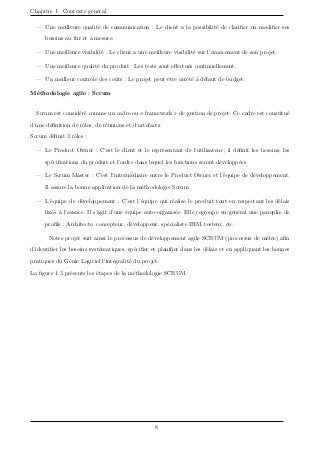 Chapitre 1. Contexte général
— Une meilleure qualité de communication : Le client a la possibilité de clarifier ou modifier ses
besoins au fur et à mesure.
— Une meilleure visibilité : Le client a une meilleure visibilité sur l'avancement de son projet.
— Une meilleure qualité du produit : Les tests sont effectués continuellement.
— Un meilleur contrôle des coûts : Le projet peut être arrêté à défaut de budget.
Méthodologie agile : Scrum
Scrum est considéré comme un cadre ou « framework » de gestion de projet. Ce cadre est constitué
d'une définition de rôles, de réunions et d'artefacts.
Scrum définit 3 rôles :
— Le Product Owner : C'est le client et le représentant de l'utilisateur, il définit les besoins, les
spécifications du produit et l'ordre dans lequel les fonctions seront développées.
— Le Scrum Master : C'est l'intermédiaire entre le Product Owner et l'équipe de développement.
Il assure la bonne application de la méthodologie Scrum.
— L'équipe de développement : C'est l'équipe qui réalise le produit tout en respectant les délais
fixés à l'avance. Il s'agit d'une équipe auto-organisée. Elle regroupe en général une panoplie de
profils : Architecte, concepteur, développeur, spécialiste IHM, testeur, etc.
Notre projet suit ainsi le processus de développement agile SCRUM (processus de mêlée) afin
d'identifier les besoins systématiques, spécifier et planifier dans les délais et en appliquant les bonnes
pratiques du Génie Logiciel l'intégralité du projet.
La figure 1.3 présente les étapes de la méthodologie SCRUM.
8